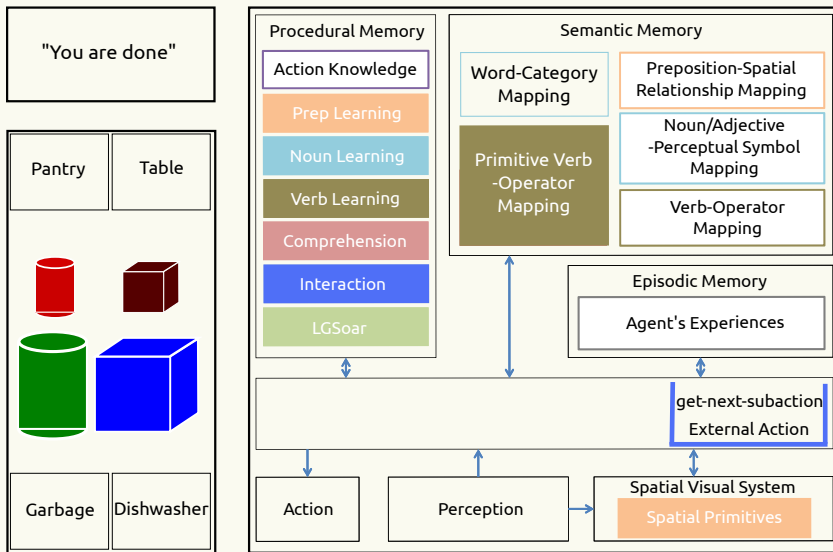 "You are done"
Pantry
Table
Garbage
Dishwasher
Procedural Memory
Action Knowledge
Prep Learning
Noun Learning
Verb Learning
Comprehension
Interaction
LGSoar
Semantic Memory
Word-Category
Mapping
Primitive Verb
-Operator
Mapping
Preposition-Spatial
Relationship Mapping
Noun/Adjective
-Perceptual Symbol
Mapping
Verb-Operator
Mapping
Episodic Memory
Agent's Experiences
get-next-subaction
External Action
Action
Perception
Spatial Visual System
Spatial Primitives